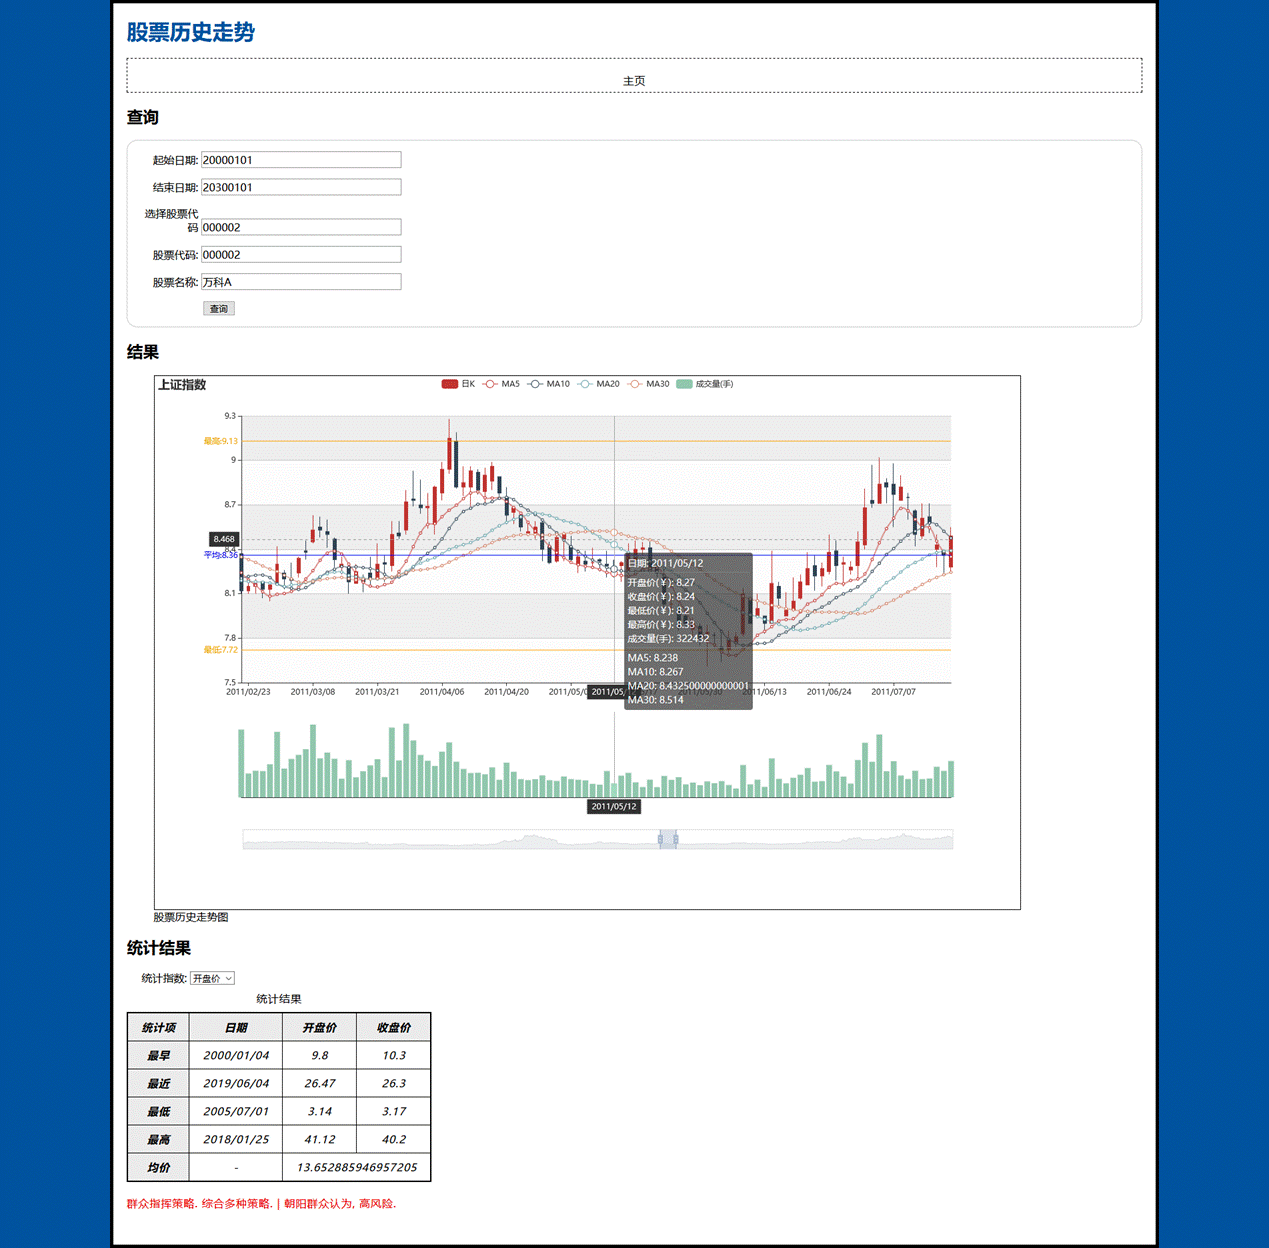 股票历史走势
主页
查询
起始日期: 20000101
结束日期: 20300101
选择股票代
码 000002
股票代码: 000002
股票名称: 万科A
查询
结果
上证指数
日K MA5 MA10 MA20 MA30 成交量(手)
9.3
最高:9.13
9
8.7
8.468
8.4
平均:8.36
8.1
7.8
最低:7.72
7.5
日期: 2011/05/12
开盘价(￥): 8.27
收盘价(￥): 8.24
最低价(￥): 8.21
最高价(￥): 8.33
成交量(手): 322432
MA5: 8.238
MA10: 8.267
MA20: 8.432500000000001
MA30: 8.514
2011/02/23 2011/03/08 2011/03/21 2011/04/06 2011/04/20 2011/05/ 2011/05/ 2011/05/30 2011/06/13 2011/06/24 2011/07/07
2011/05/12
股票历史走势图
统计结果
统计指数: 开盘价
统计结果
统计项 日期 开盘价 收盘价
最早 2000/01/04 9.8 10.3
最近 2019/06/04 26.47 26.3
最低 2005/07/01 3.14 3.17
最高 2018/01/25 41.12 40.2
均价 - 13.652885946957205
群众指挥策略. 综合多种策略. | 朝阳群众认为, 高风险.